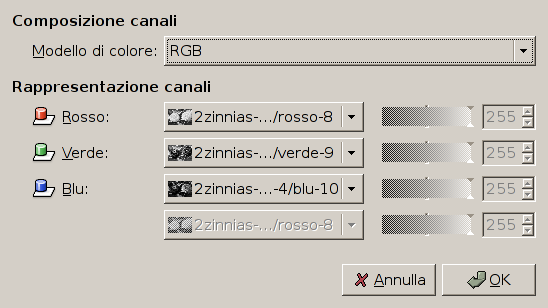 Composizione canali
Modello di colore: RGB
Rappresentazione canali
Rosso: 2zinnias-.../rosso-8 255
Verde: 2zinnias-.../verde-9 255
Blu: 2zinnias-...-4/blu-10 255
2zinnias-.../rosso-8 255
Annulla OK